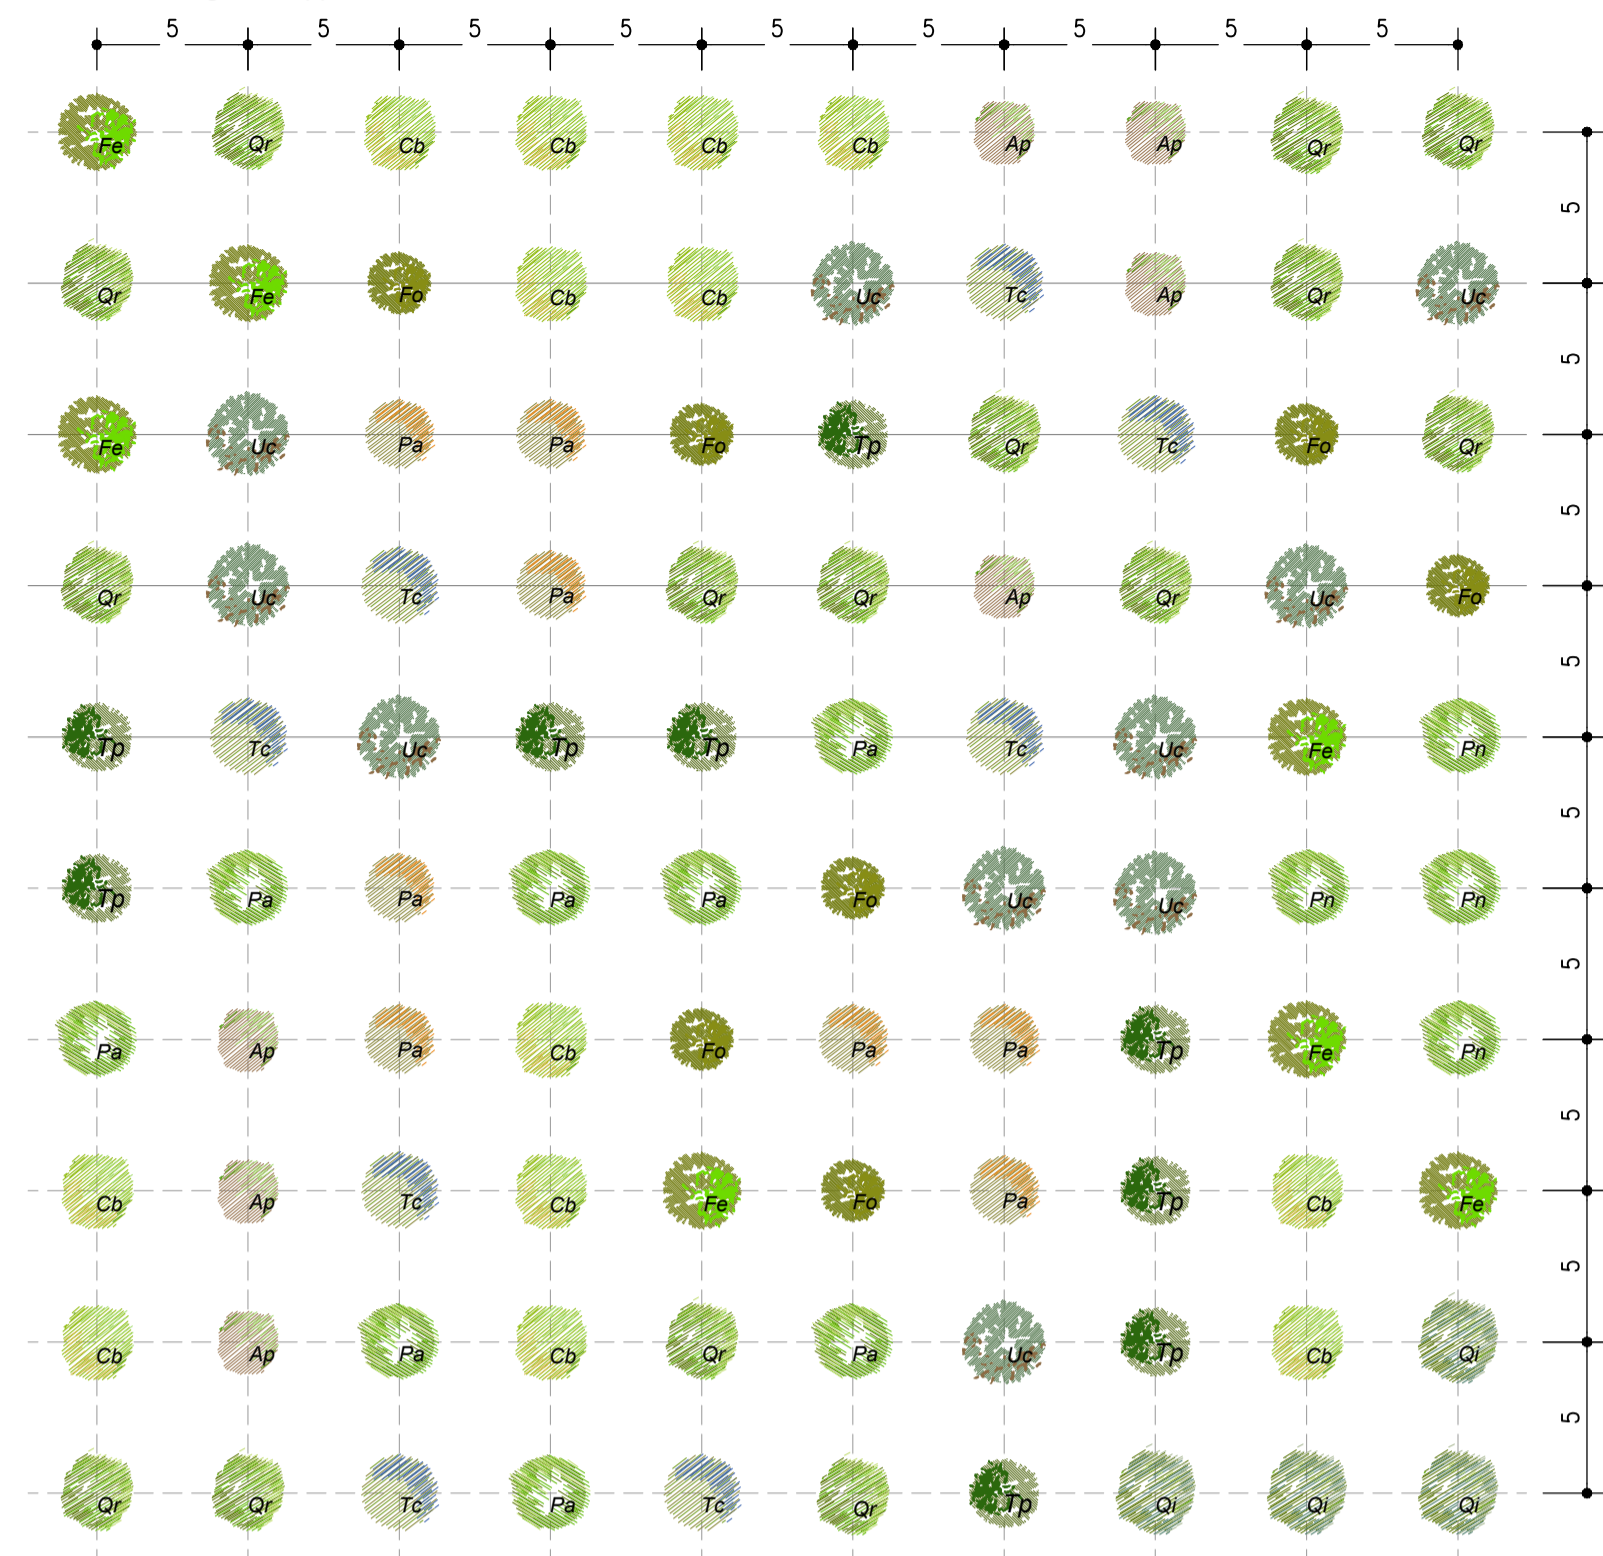 5 5 5 5 5 5 5 5 5
Fe Qr Cb Cb Cb Cb Ap Ap Qr Qr
5
Qr Fe Fo Cb Cb Uc Tc Ap Qr Uc
5
Fe Uc Pa Pa Fo Tp Qr Tc Fo Qr
5
Qr Uc Tc Pa Qr Qr Ap Qr Uc Fo
5
Tp Tc Uc Tp Tp Pa Tc Uc Fe Pn
5
Tp Pa Pa Pa Pa Fo Uc Uc Pn Pn
5
Pa Ap Pa Cb Fo Pa Pa Tp Fe Pn
5
Cb Ap Tc Cb Fe Fo Pa Tp Cb Fe
5
Cb Ap Pa Cb Qr Pa Uc Tp Cb Qi
5
Qr Qr Tc Pa Tc Qr Tp Qi Qi Qi